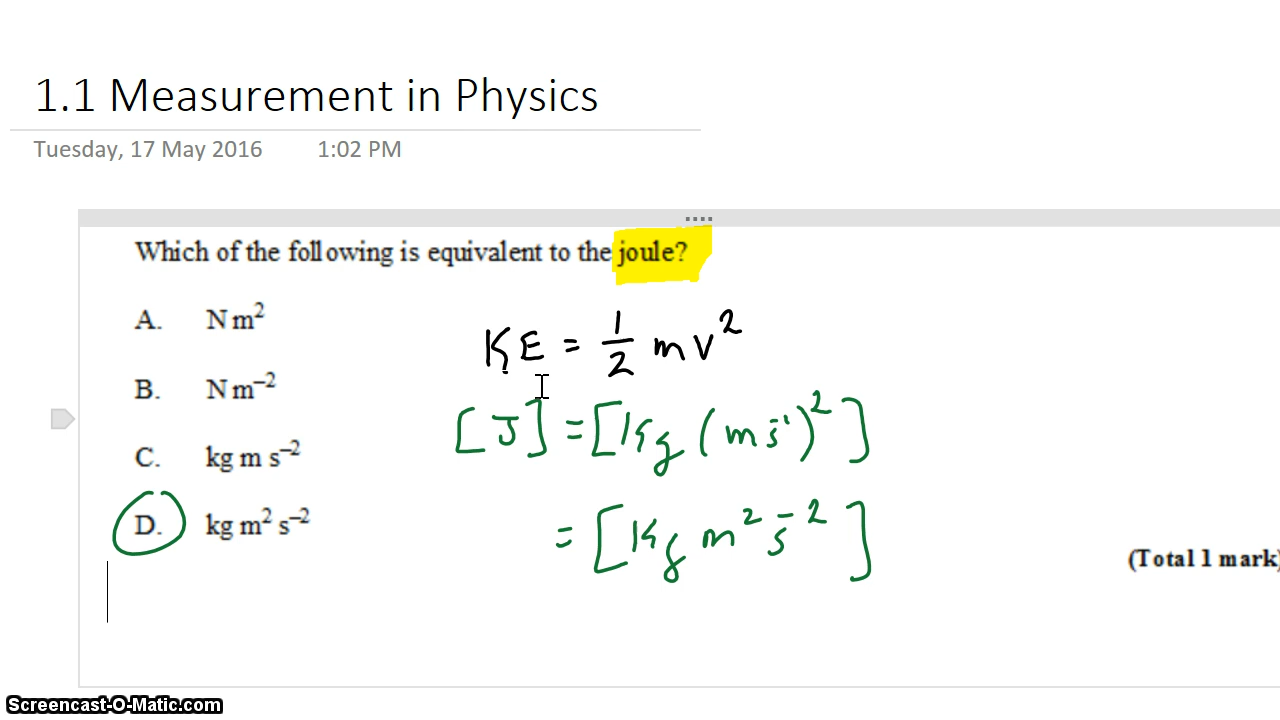 1.1 Measurement in Physics
Tuesday, 17 May 2016 1:02 PM
Which of the following is equivalent to the joule?
A. N m²
KE = 1/2 mv²
B. N m⁻²
[J] = [Kg (ms⁻¹)²]
C. kg m s⁻²
D. kg m² s⁻²
= [Kg m² s⁻²]
(Total 1 mark)
Screencast-O-Matic.com